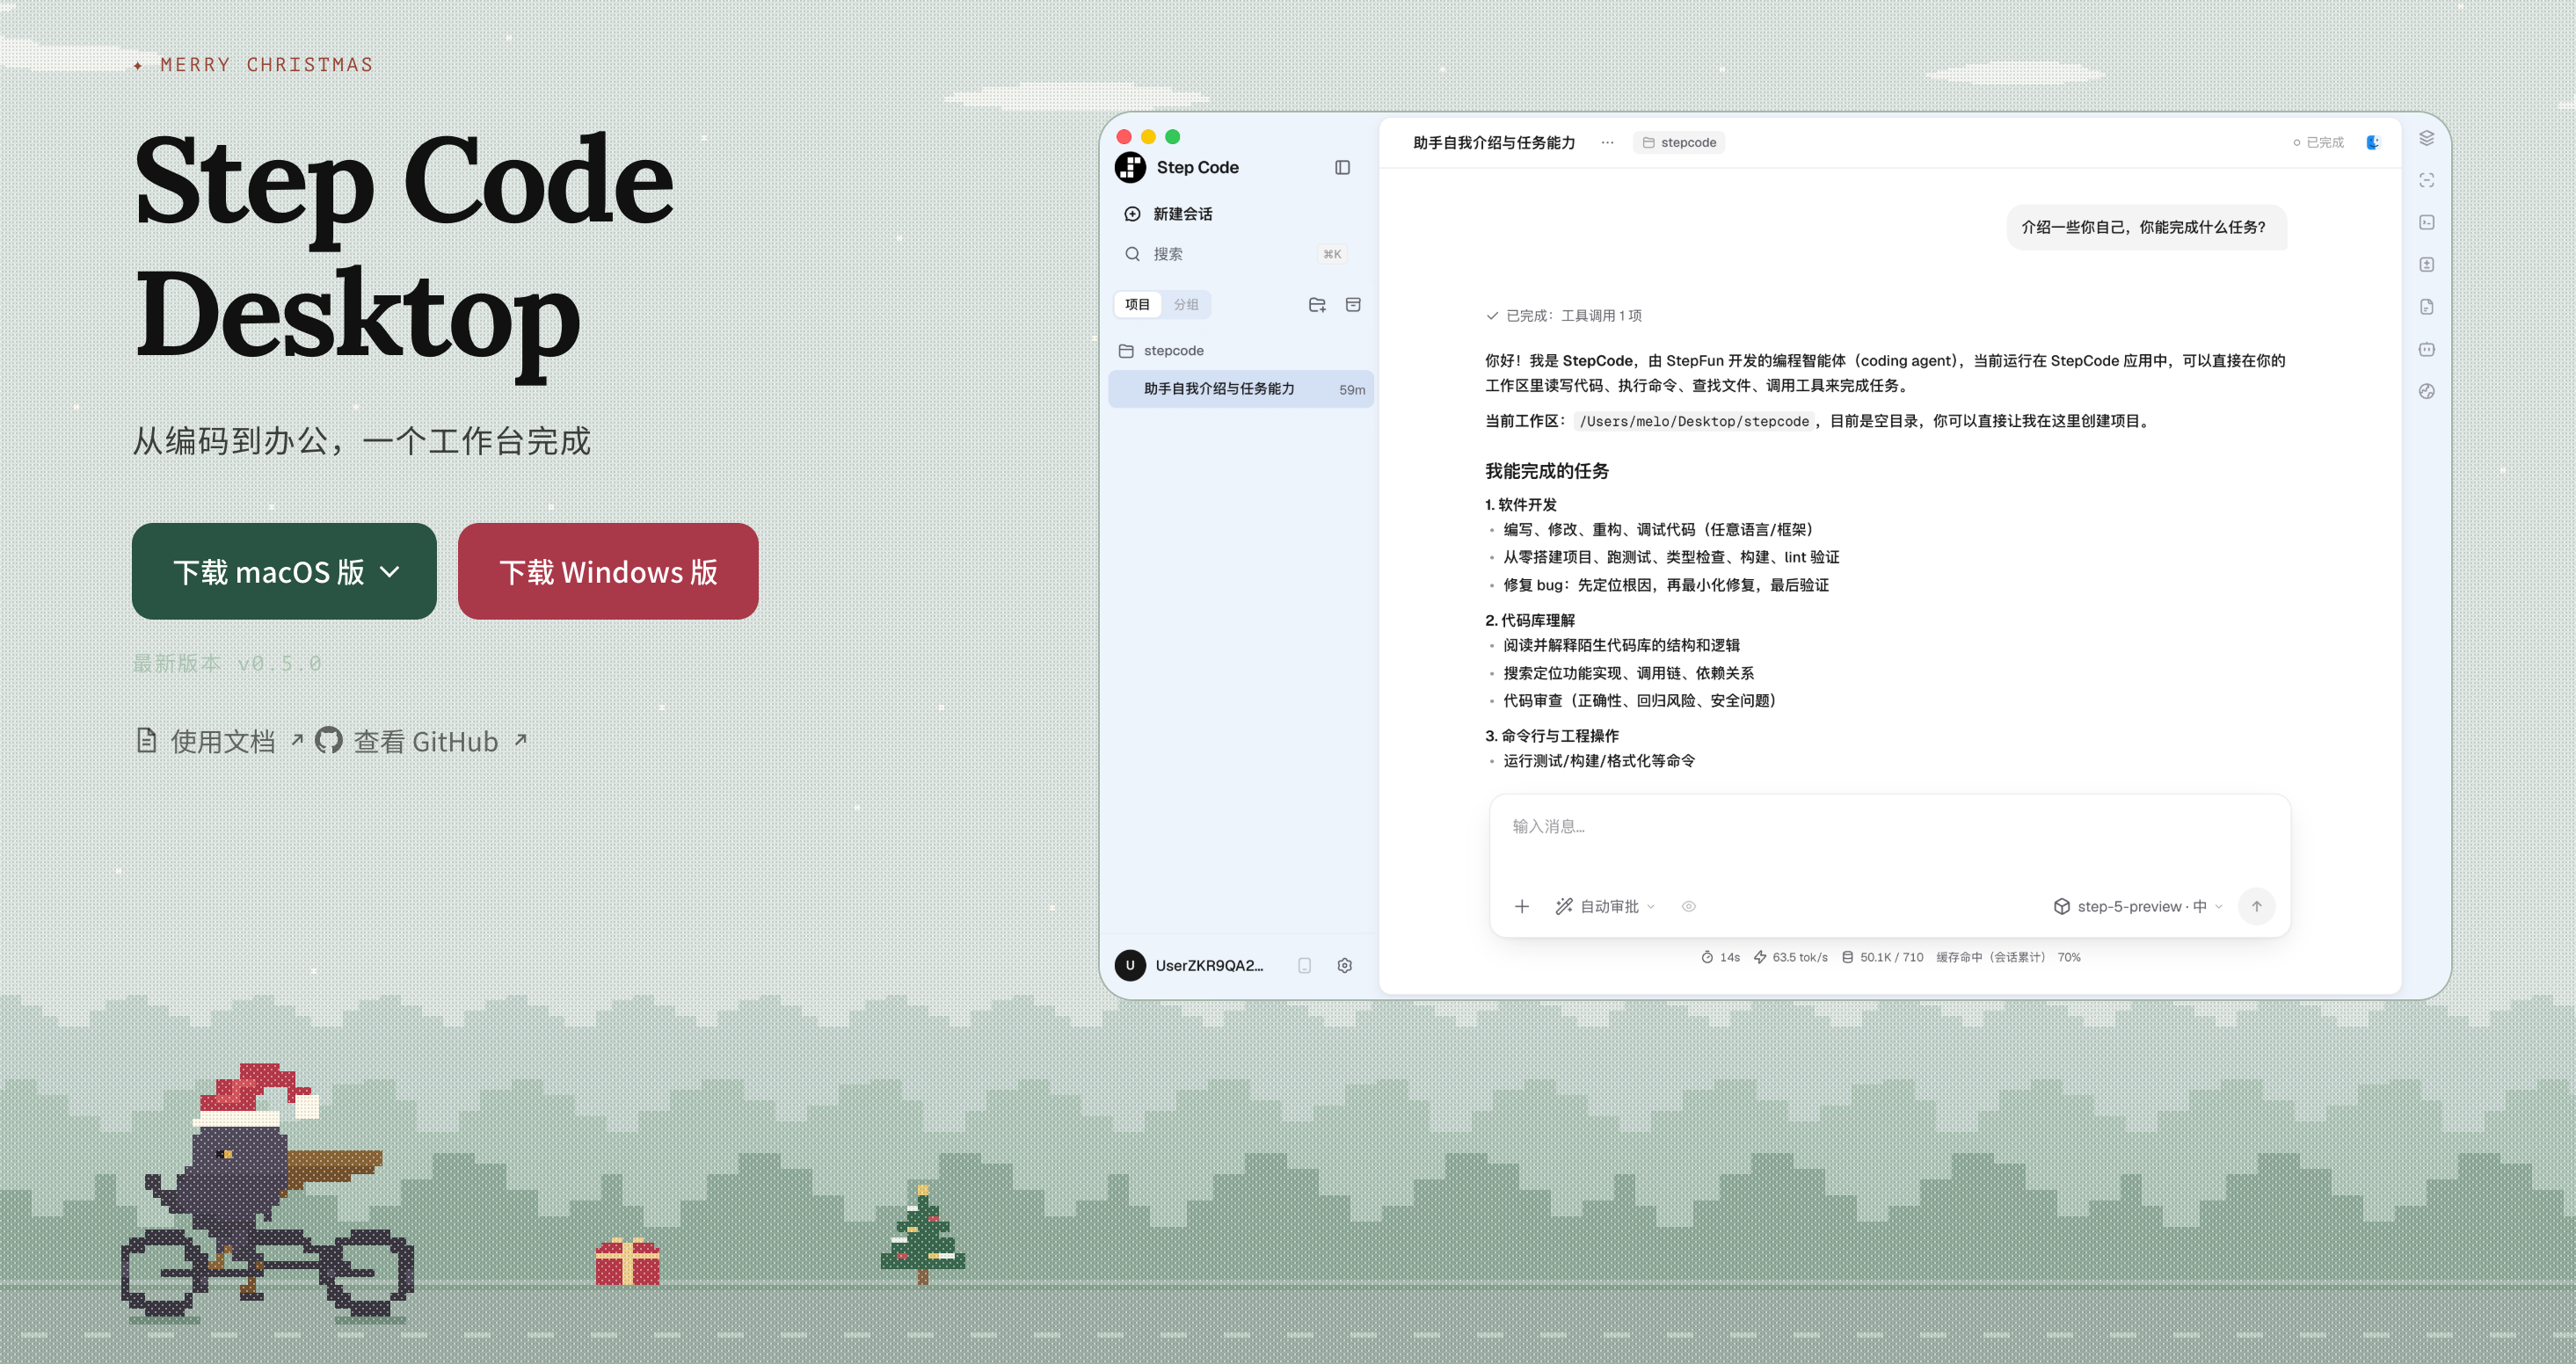 ✦ MERRY CHRISTMAS
Step Code
Desktop
从编码到办公，一个工作台完成
下载 macOS 版
下载 Windows 版
最新版本 v0.5.0
使用文档 ↗
查看 GitHub ↗
Step Code
新建会话
搜索
⌘K
项目
分组
stepcode
助手自我介绍与任务能力
59m
U
UserZKR9QA2...
助手自我介绍与任务能力
···
stepcode
已完成
介绍一些你自己，你能完成什么任务？
已完成：工具调用 1 项
你好！我是 StepCode，由 StepFun 开发的编程智能体（coding agent），当前运行在 StepCode 应用中，可以直接在你的
工作区里读写代码、执行命令、查找文件、调用工具来完成任务。
当前工作区：/Users/melo/Desktop/stepcode，目前是空目录，你可以直接让我在这里创建项目。
我能完成的任务
1. 软件开发
• 编写、修改、重构、调试代码（任意语言/框架）
• 从零搭建项目、跑测试、类型检查、构建、lint 验证
• 修复 bug：先定位根因，再最小化修复，最后验证
2. 代码库理解
• 阅读并解释陌生代码库的结构和逻辑
• 搜索定位功能实现、调用链、依赖关系
• 代码审查（正确性、回归风险、安全问题）
3. 命令行与工程操作
• 运行测试/构建/格式化等命令
输入消息...
自动审批
step-5-preview · 中
14s
63.5 tok/s
50.1K / 710
缓存命中（会话累计） 70%